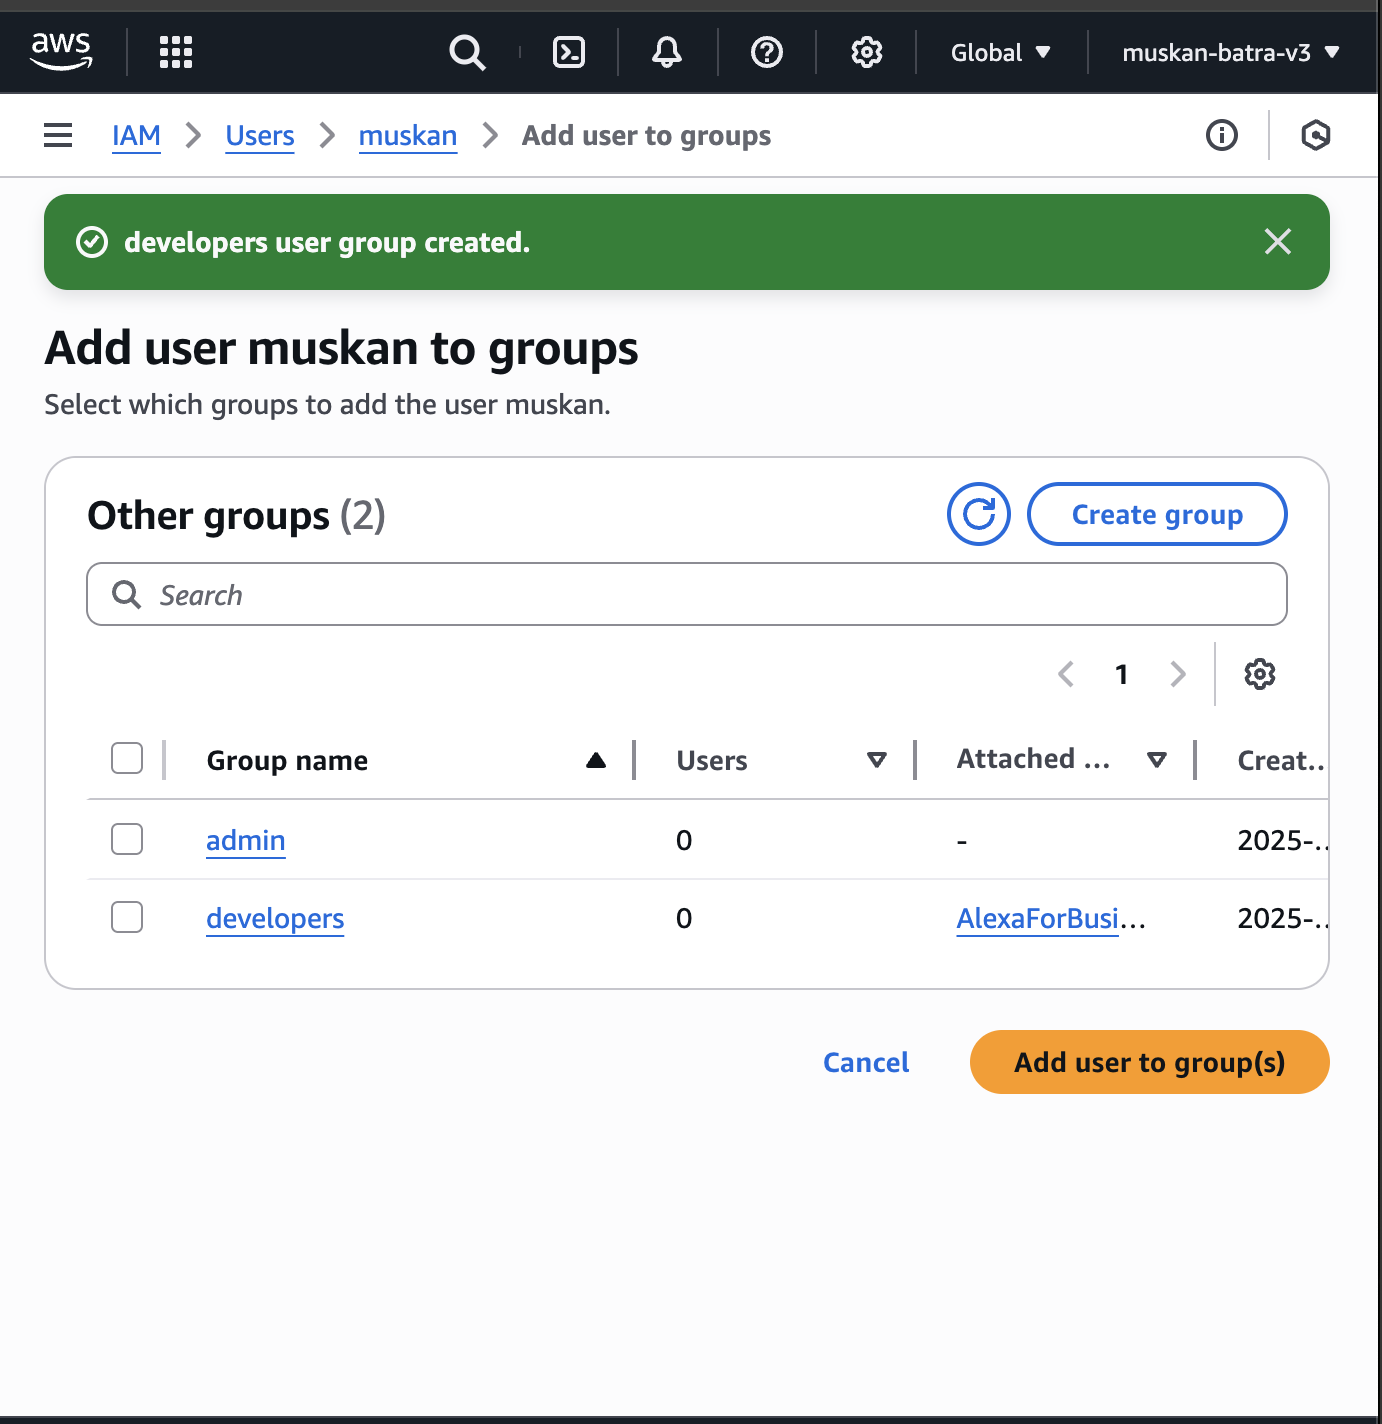 aws
Global
muskan-batra-v3
IAM > Users > muskan > Add user to groups
developers user group created.
Add user muskan to groups
Select which groups to add the user muskan.
Other groups (2)
Create group
Search
1
Group name Users Attached ... Creat..
admin 0 - 2025-..
developers 0 AlexaForBusi... 2025-..
Cancel Add user to group(s)